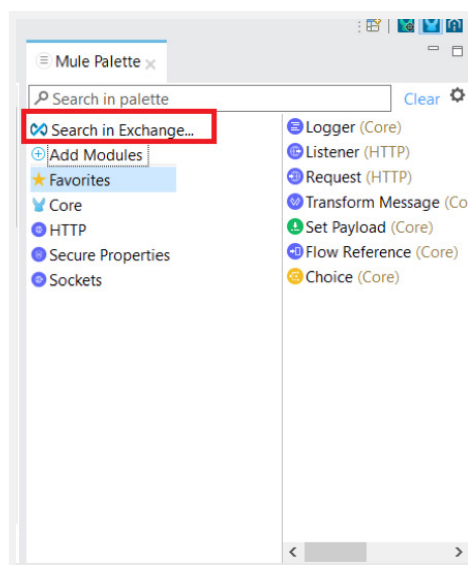 Mule Palette
Search in palette
Clear
Search in Exchange...
Add Modules
Favorites
Core
HTTP
Secure Properties
Sockets
Logger (Core)
Listener (HTTP)
Request (HTTP)
Transform Message (Co
Set Payload (Core)
Flow Reference (Core)
Choice (Core)